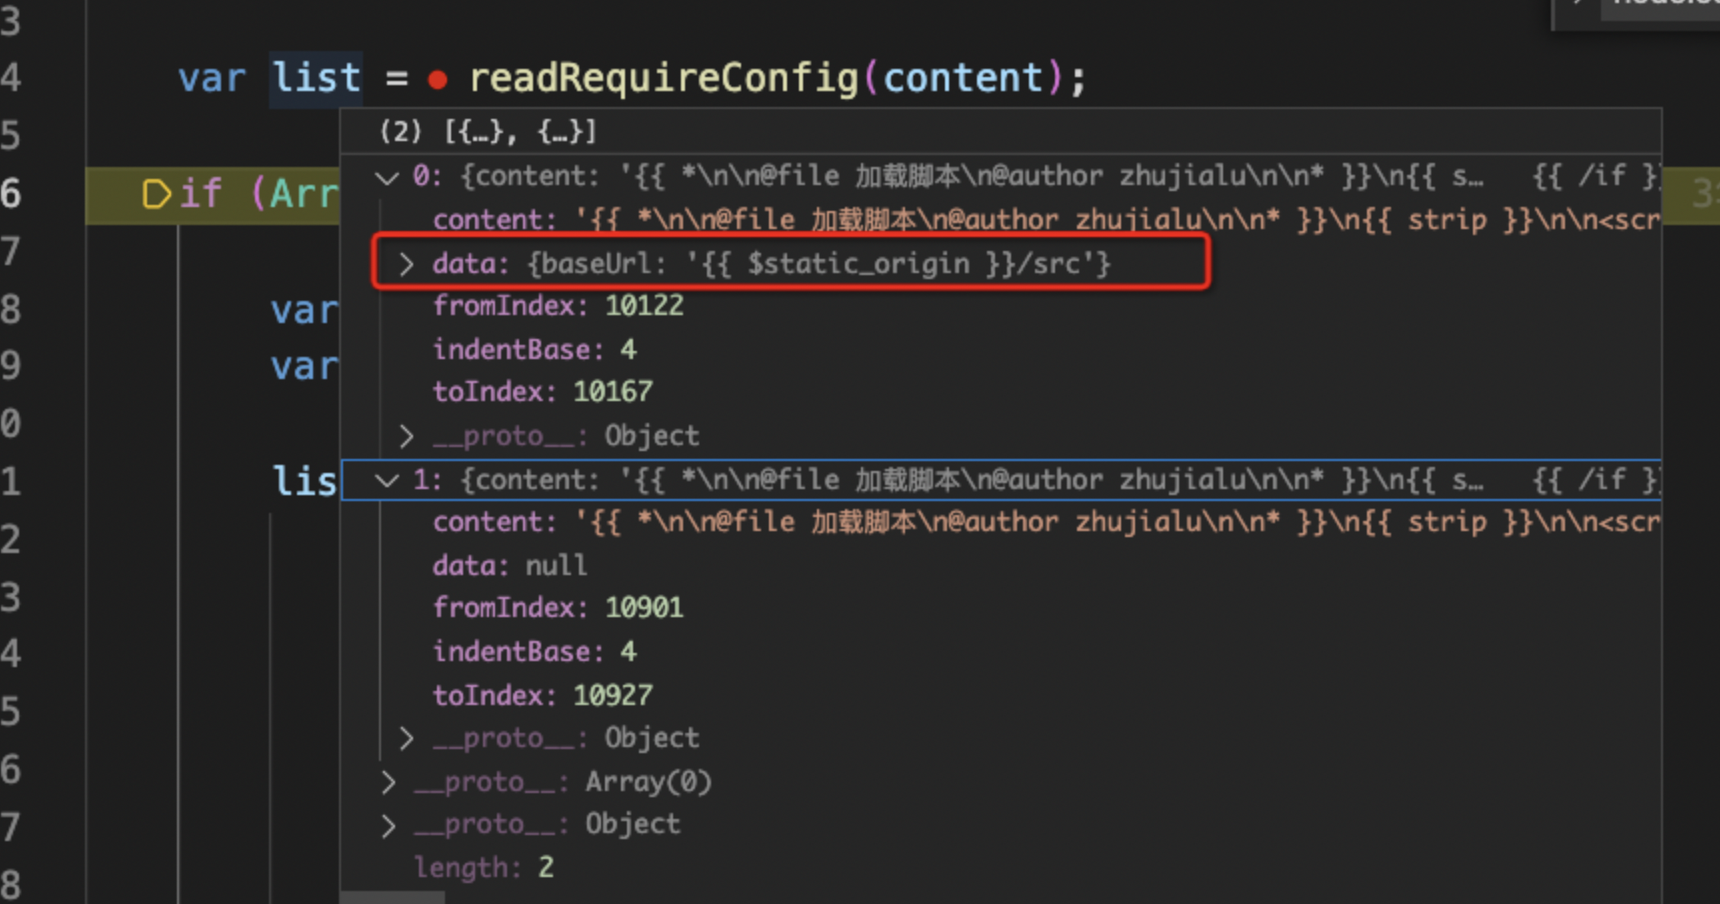 3
4 var list = readRequireConfig(content);
5 (2) [{…}, {…}]
0: {content: '{{ *\n\n@file 加载脚本\n@author zhujialu\n\n* }}\n{{ s… {{ /if }
6 if (Arr
content: '{{ *\n\n@file 加载脚本\n@author zhujialu\n\n* }}\n{{ strip }}\n\n<scr
7 data: {baseUrl: '{{ $static_origin }}/src'}
8 var fromIndex: 10122
indentBase: 4
9 var
toIndex: 10167
0 __proto__: Object
1 lis 1: {content: '{{ *\n\n@file 加载脚本\n@author zhujialu\n\n* }}\n{{ s… {{ /if }
content: '{{ *\n\n@file 加载脚本\n@author zhujialu\n\n* }}\n{{ strip }}\n\n<scr
2
data: null
3 fromIndex: 10901
4 indentBase: 4
5 toIndex: 10927
__proto__: Object
6 __proto__: Array(0)
7 __proto__: Object
8 length: 2